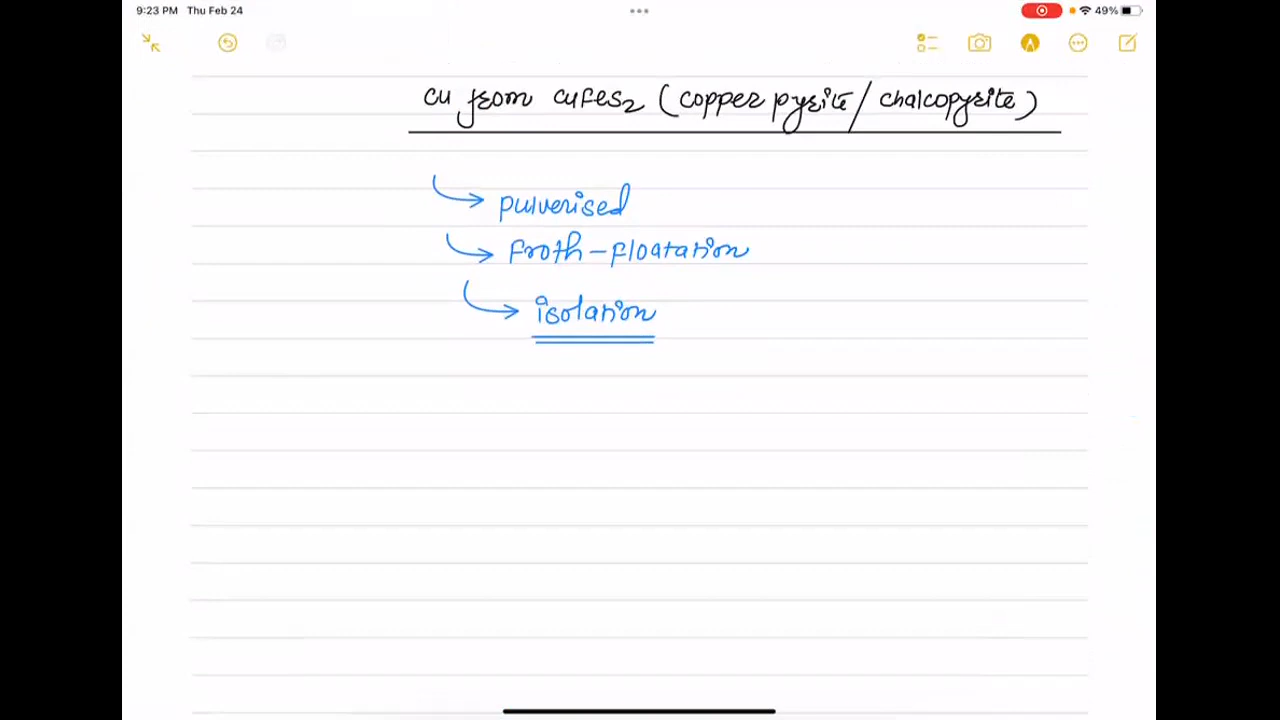 9:23 PM Thu Feb 24
49%
Cu from CuFeS2 (copper pyrite/chalcopyrite)
pulverised
Froth-Floatation
isolation